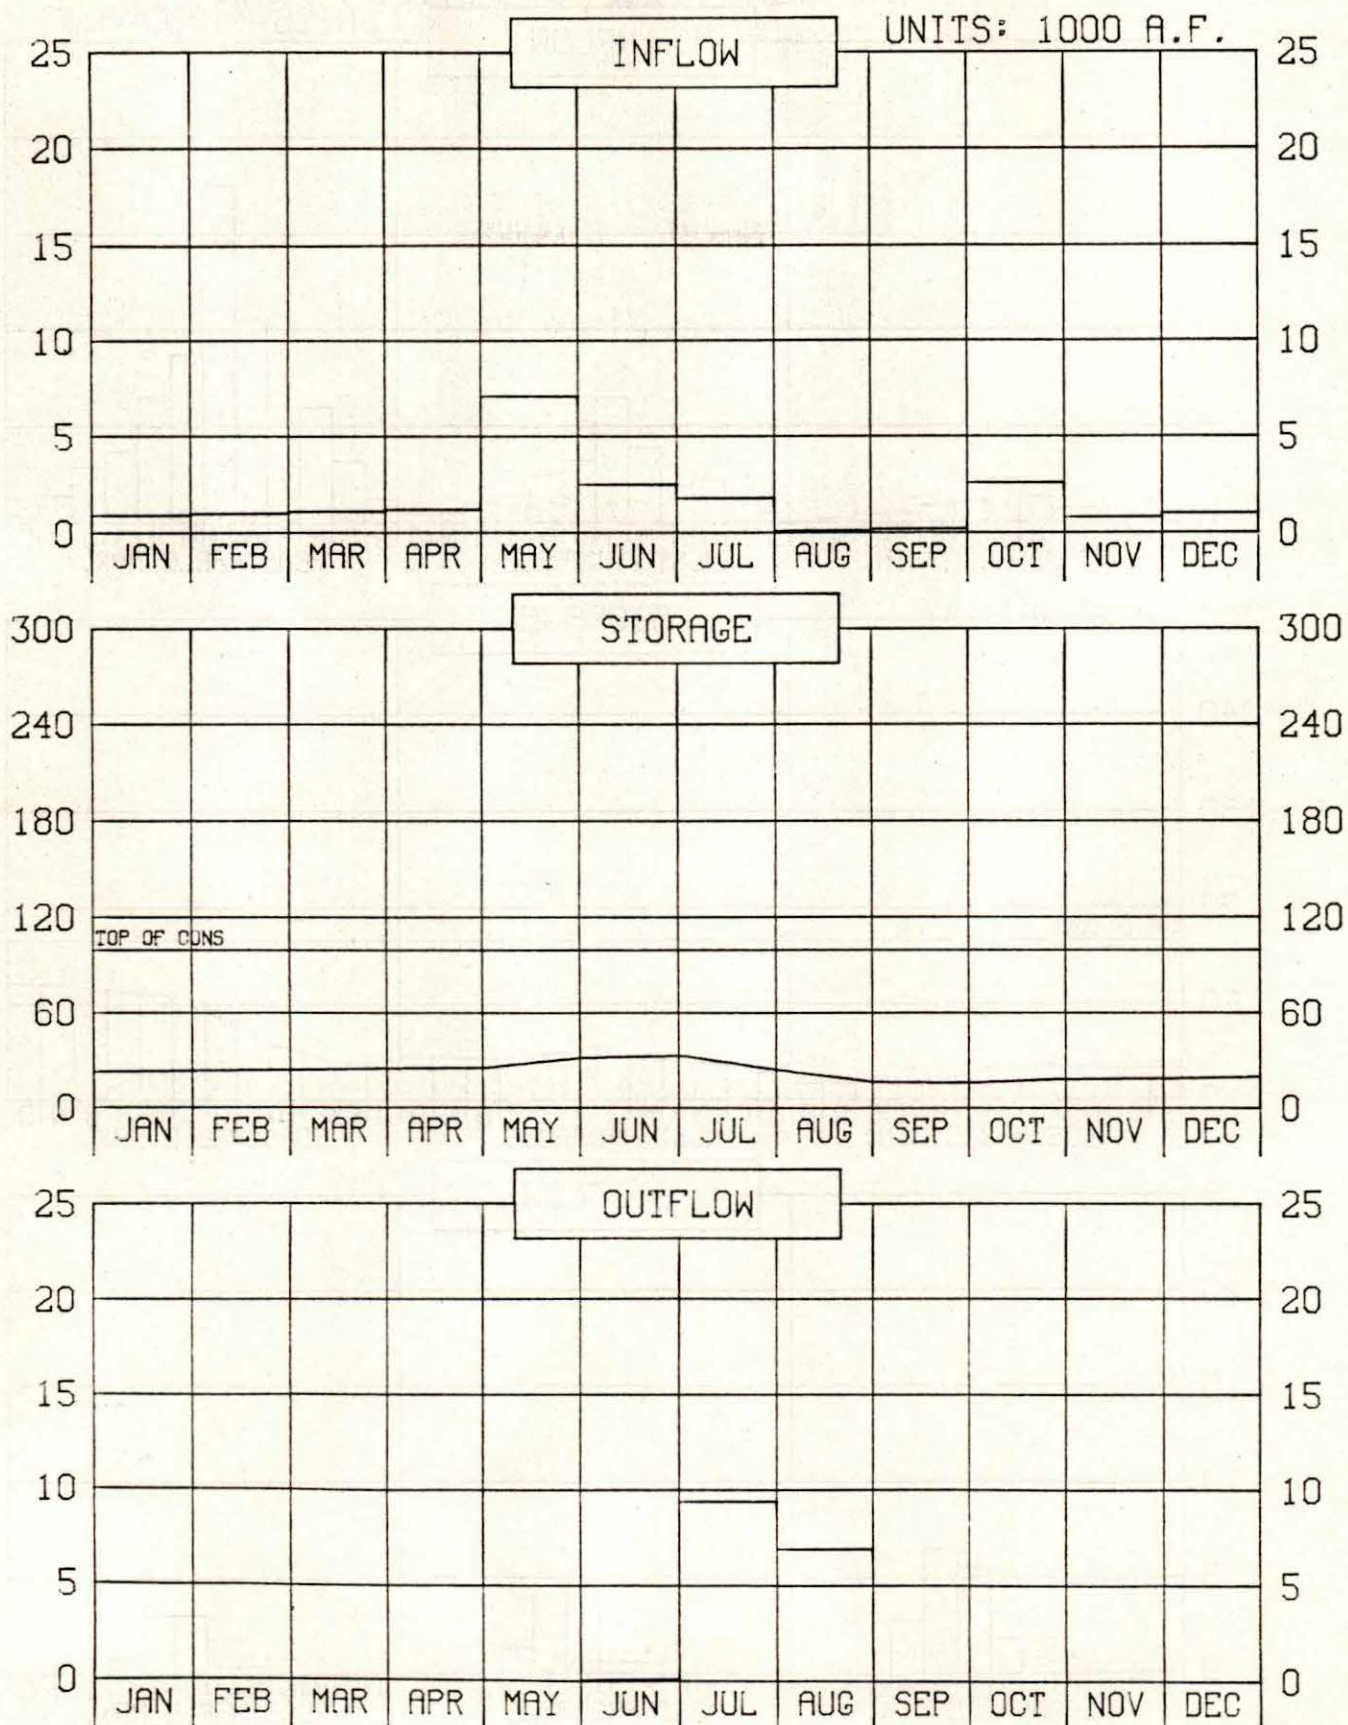 INFLOW
UNITS: 1000 A.F.
25 25
20 20
15 15
10 10
5 5
0 0
JAN FEB MAR APR MAY JUN JUL AUG SEP OCT NOV DEC
STORAGE
300 300
240 240
180 180
120 120
TOP OF CONS
60 60
0 0
JAN FEB MAR APR MAY JUN JUL AUG SEP OCT NOV DEC
OUTFLOW
25 25
20 20
15 15
10 10
5 5
0 0
JAN FEB MAR APR MAY JUN JUL AUG SEP OCT NOV DEC